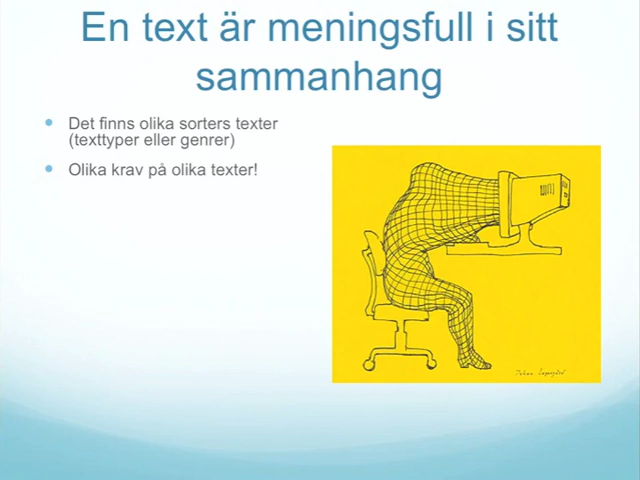 En text är meningsfull i sitt
sammanhang
Det finns olika sorters texter
(texttyper eller genrer)
Olika krav på olika texter!